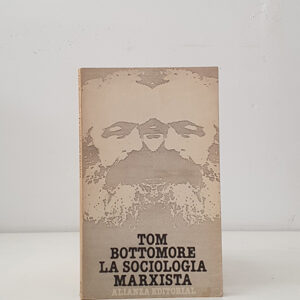 TOM
BOTTOMORE
LA SOCIOLOGIA
MARXISTA
ALIANZA EDITORIAL